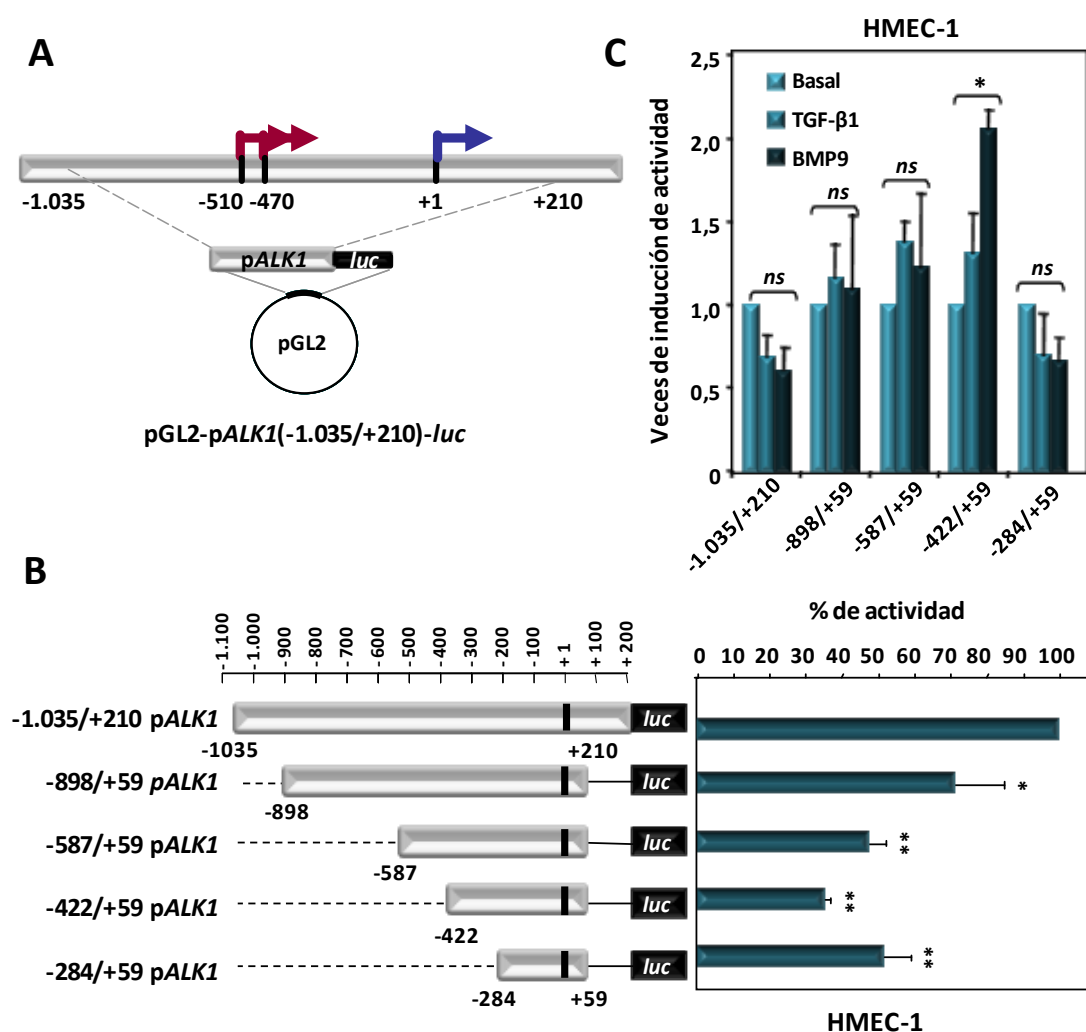 A
-1.035
-510
-470
+1
+210
pALK1
luc
pGL2
pGL2-pALK1(-1.035/+210)-luc
C
HMEC-1
Veces de inducción de actividad
2,5
2,0
1,5
1,0
0,5
0
Basal
TGF-β1
BMP9
ns
ns
ns
*
ns
-1.035/+210
-898/+59
-587/+59
-422/+59
-284/+59
B
-1.100
-1.000
-900
-800
-700
-600
-500
-400
-300
-200
-100
+1
+100
+200
% de actividad
0 10 20 30 40 50 60 70 80 90 100
-1.035/+210 pALK1
luc
-1035
+210
-898/+59 pALK1
luc
*
-898
-587/+59 pALK1
luc
**
-587
-422/+59 pALK1
luc
**
-422
-284/+59 pALK1
luc
**
-284
+59
HMEC-1